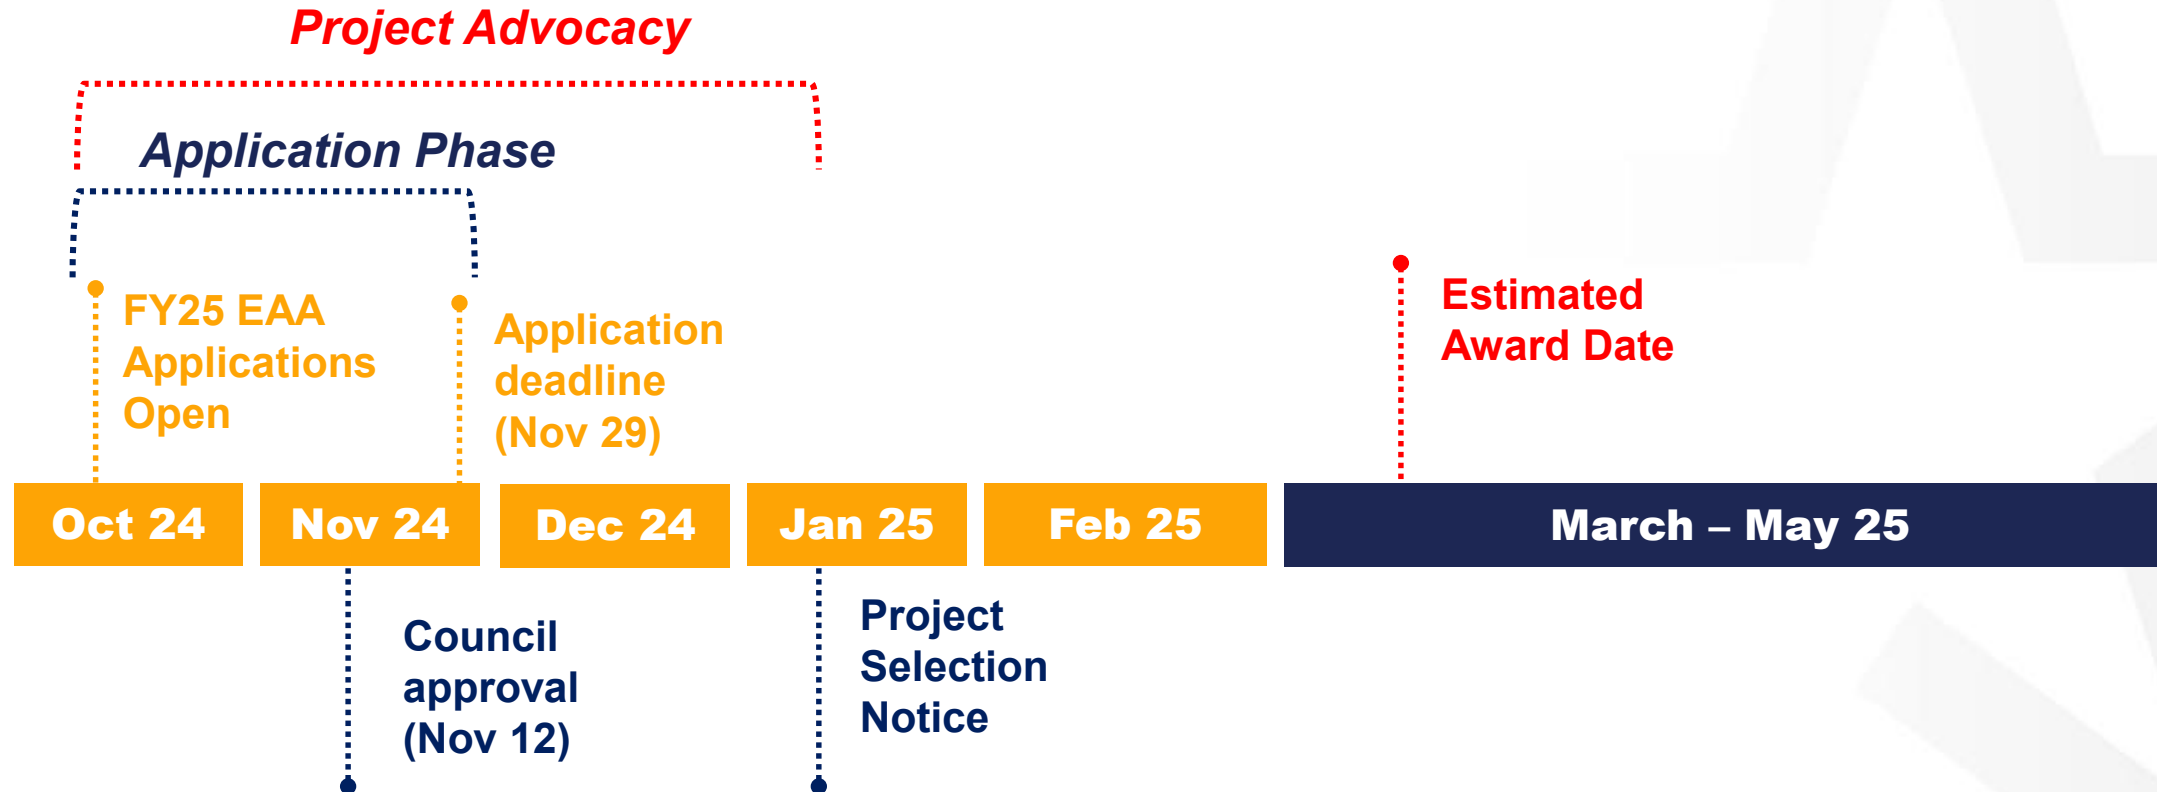 Project Advocacy
Application Phase
FY25 EAA
Applications
Open
Application
deadline
(Nov 29)
Estimated
Award Date
Oct 24
Nov 24
Dec 24
Jan 25
Feb 25
March – May 25
Council
approval
(Nov 12)
Project
Selection
Notice